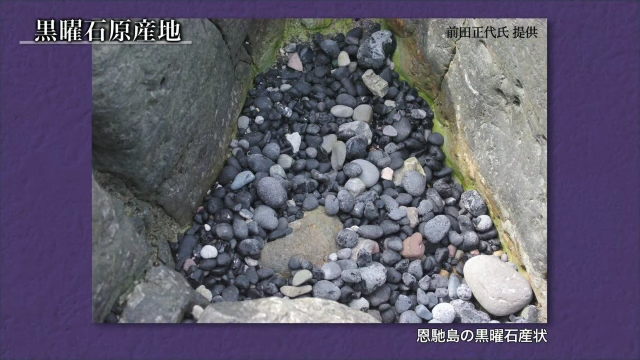 黒曜石原産地
前田正代氏 提供
恩馳島の黒曜石産状